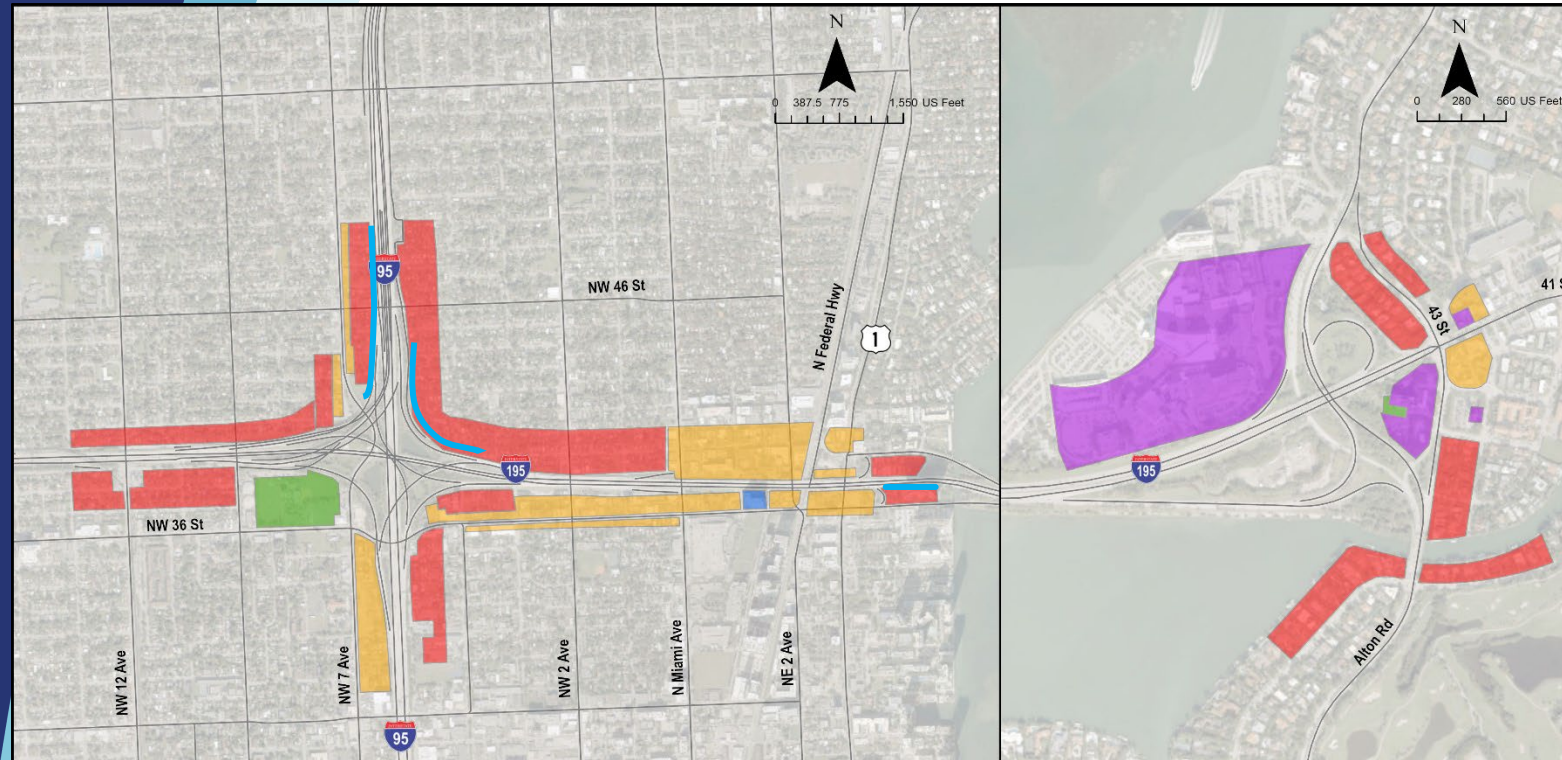 N
0 387.5 775 1,550 US Feet
95
NW 46 St
N Federal Hwy
1
195
NW 36 St
NW 12 Ave
NW 7 Ave
NW 2 Ave
N Miami Ave
NE 2 Ave
95
N
0 280 560 US Feet
41 S
43 St
195
Alton Rd